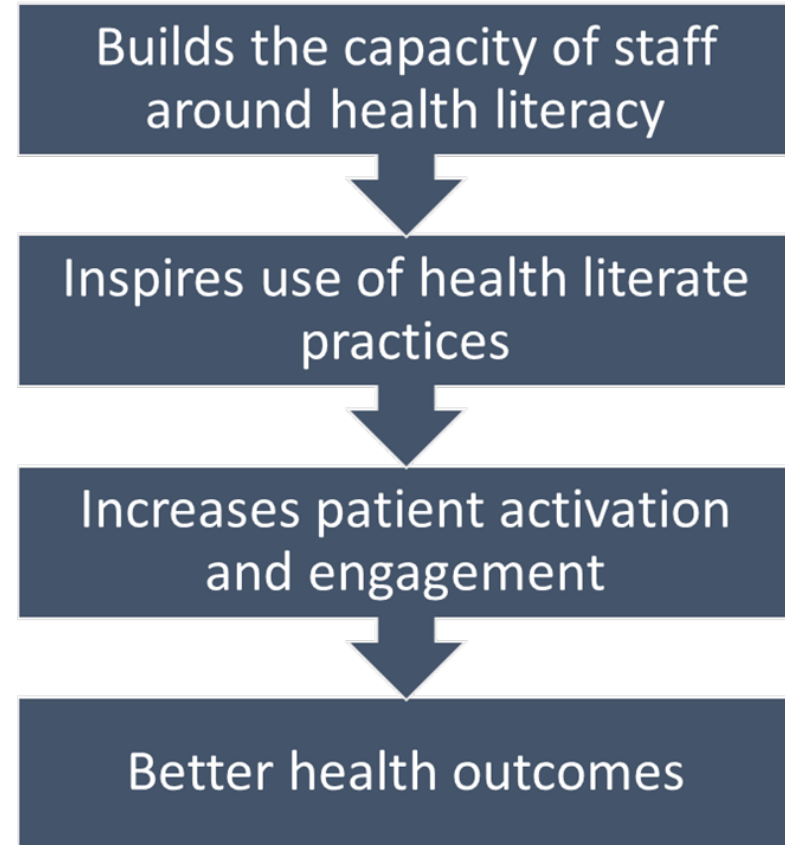 Builds the capacity of staff
around health literacy
Inspires use of health literate
practices
Increases patient activation
and engagement
Better health outcomes